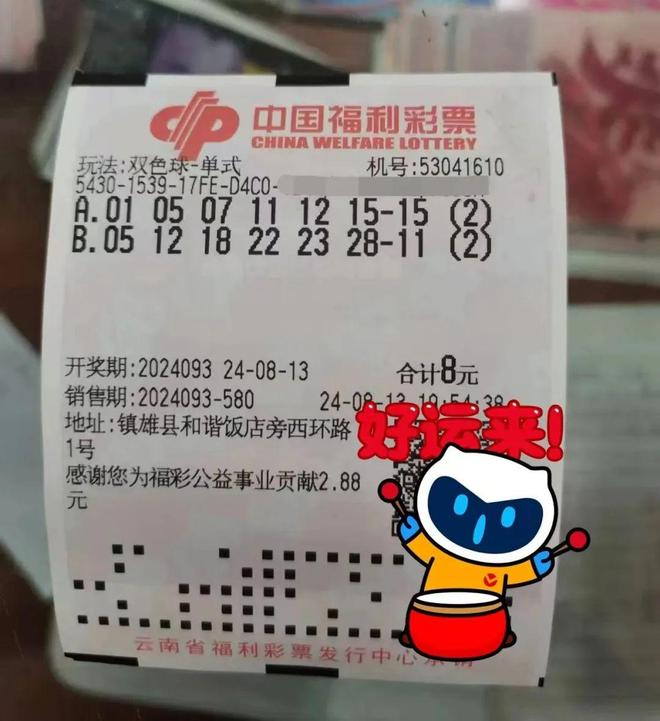 中国福利彩票
CHINA WELFARE LOTTERY
玩法:双色球-单式 机号:53041610
5430-1539-17FE-D4C0-
A.01 05 07 11 12 15-15 (2)
B.05 12 18 22 23 28-11 (2)
开奖期:2024093 24-08-13 合计8元
销售期:2024093-580 24-08-13 19:54:38
地址:镇雄县和谐饭店旁西环路
1号
感谢您为福彩公益事业贡献2.88
元
好运来!
云南省福利彩票发行中心承销